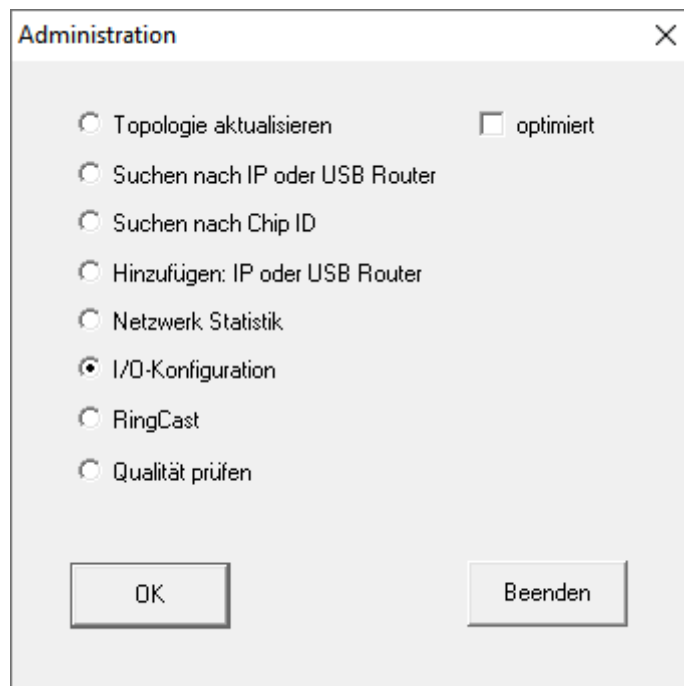 Administration
Topologie aktualisieren
optimiert
Suchen nach IP oder USB Router
Suchen nach Chip ID
Hinzufügen: IP oder USB Router
Netzwerk Statistik
I/O-Konfiguration
RingCast
Qualität prüfen
OK
Beenden